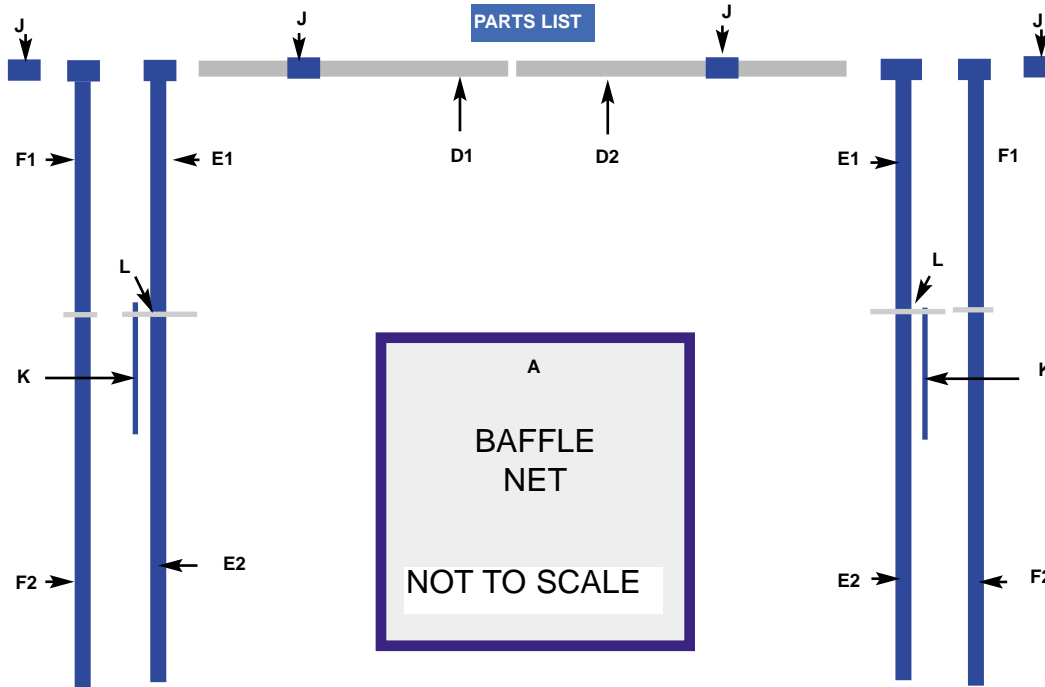 PARTS LIST
J
J
J
J
F1
E1
D1
D2
E1
F1
L
L
K
K
A
BAFFLE
NET
NOT TO SCALE
F2
E2
E2
F2